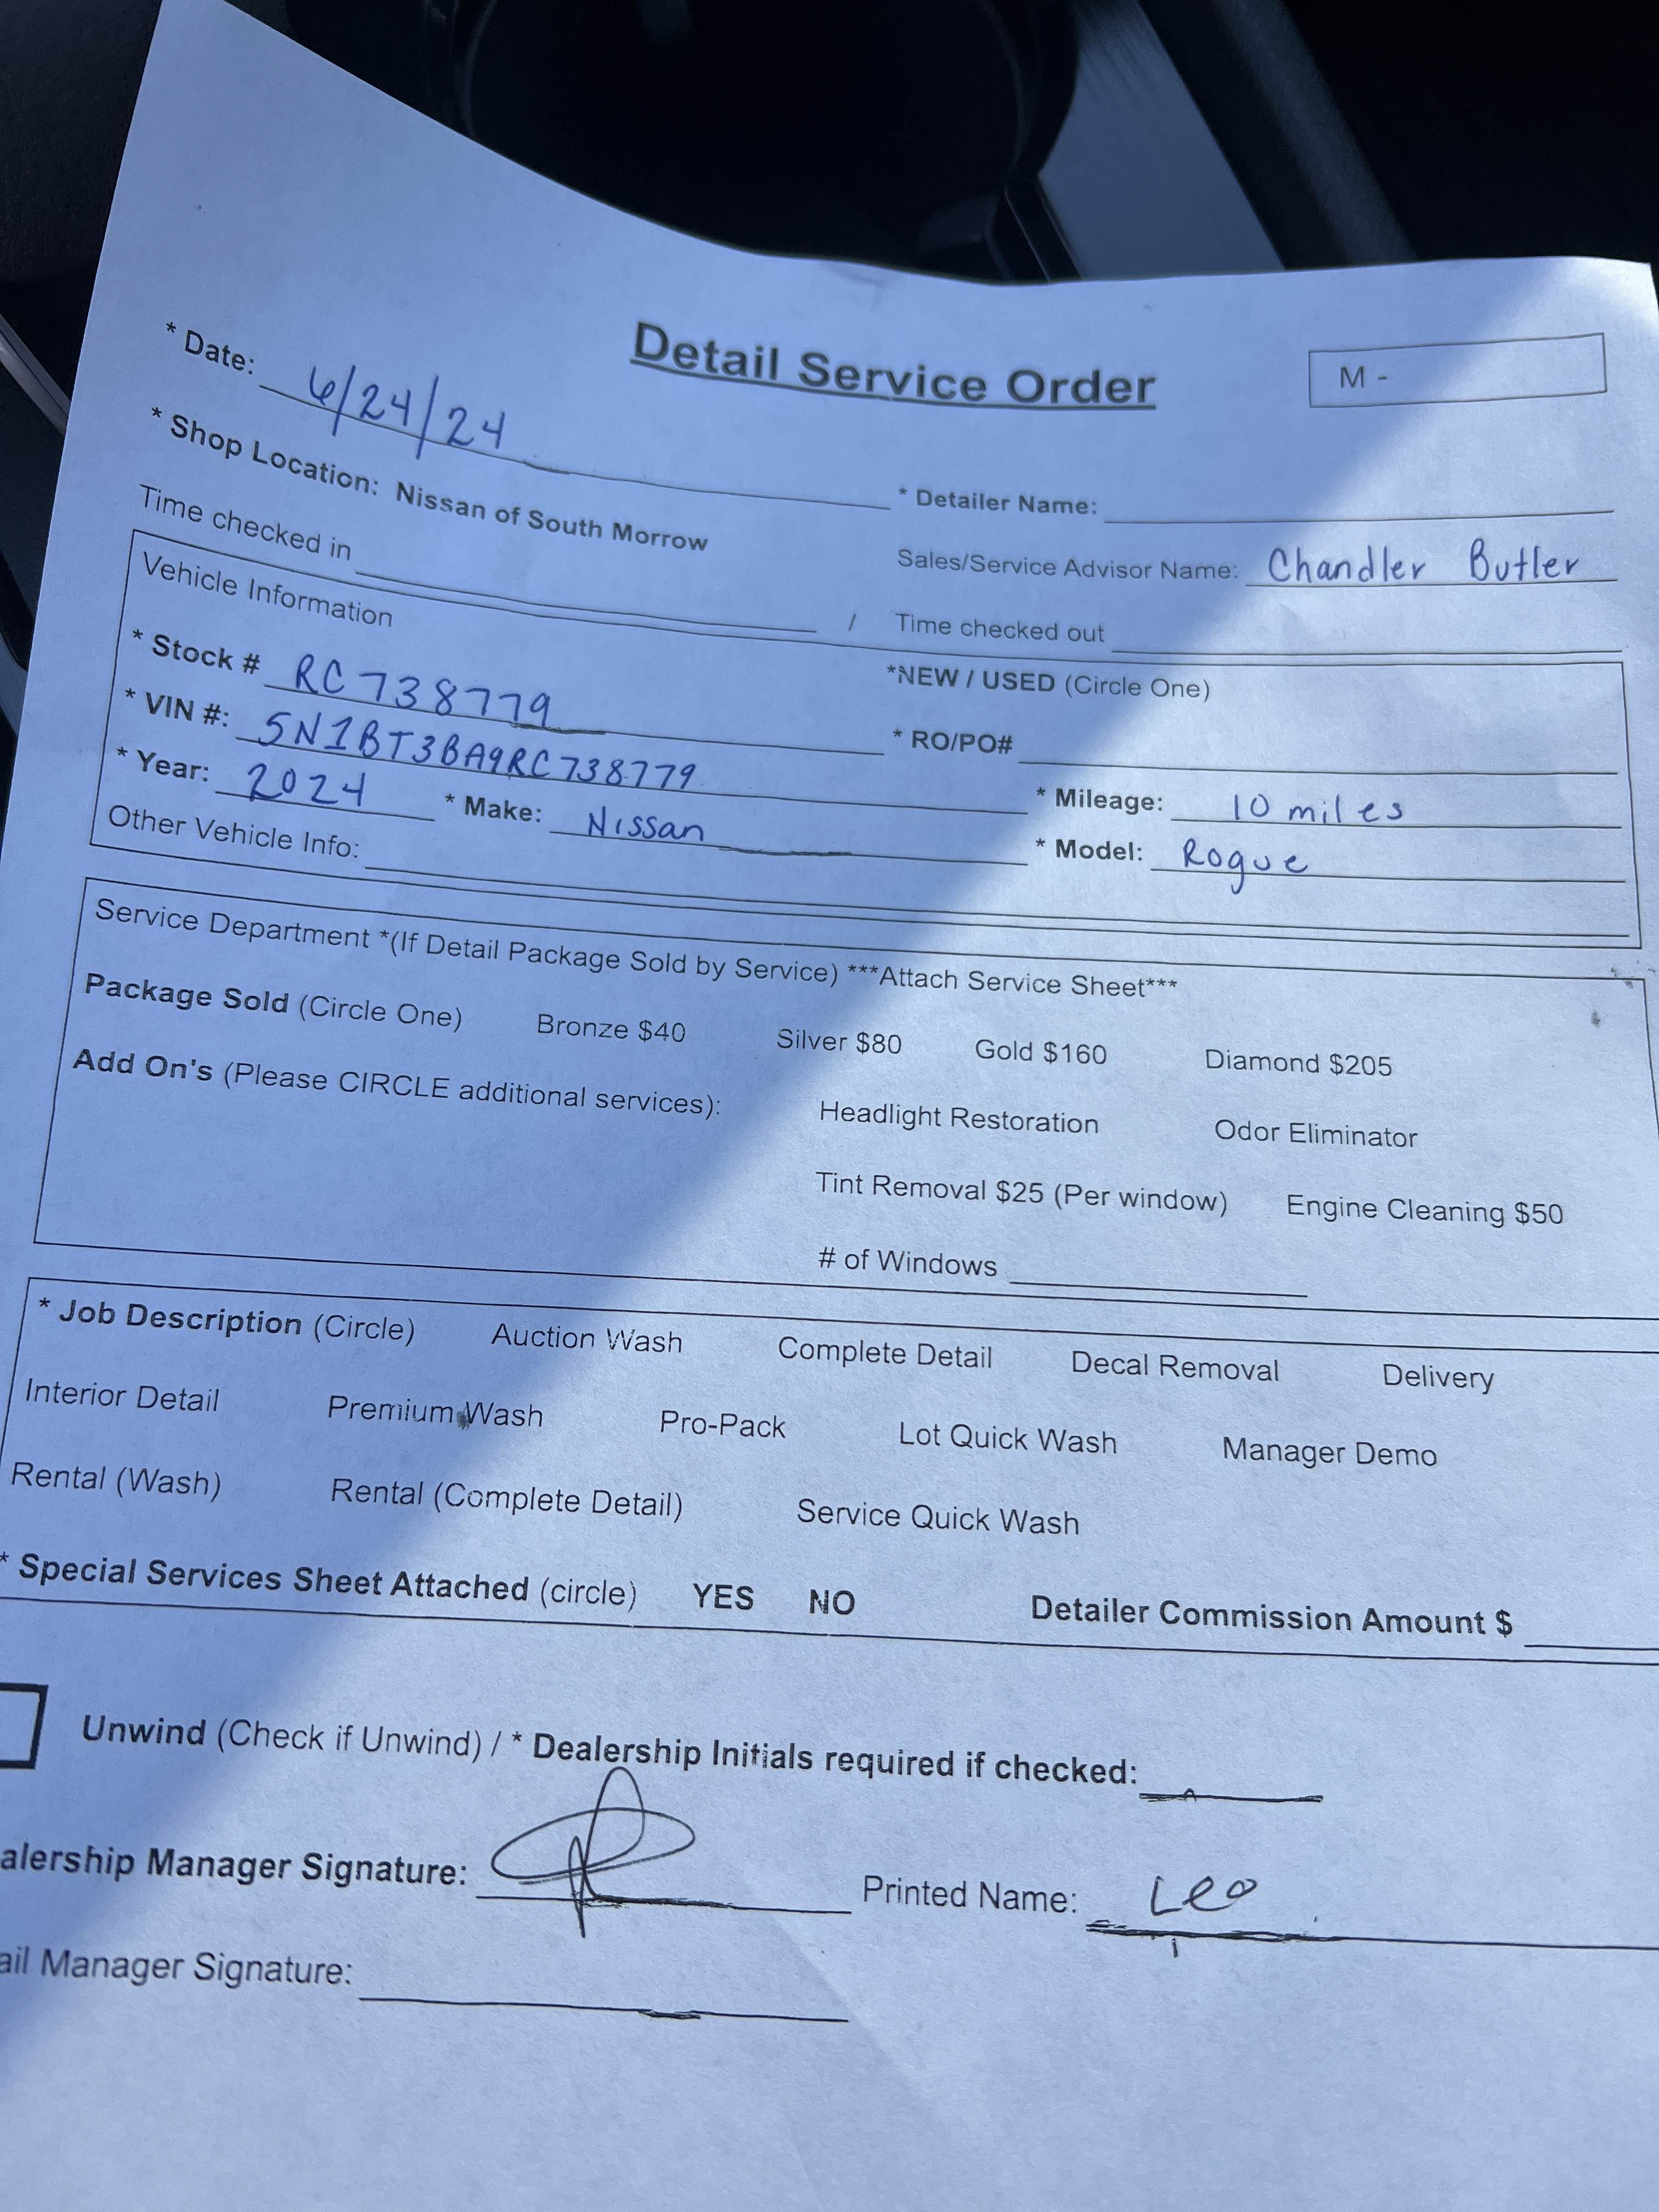 Detail Service Order
M -
* Date: 6/24/24
* Detailer Name:
* Shop Location: Nissan of South Morrow
Sales/Service Advisor Name: Chandler Butler
Time checked in / Time checked out
Vehicle Information
*NEW / USED (Circle One)
* Stock # RC738779
* RO/PO#
* VIN #: 5N1BT3BA9RC738779
* Mileage: 10 miles
* Year: 2024 * Make: Nissan * Model: Rogue
Other Vehicle Info:
Service Department *(If Detail Package Sold by Service) ***Attach Service Sheet***
Package Sold (Circle One) Bronze $40 Silver $80 Gold $160 Diamond $205
Add On's (Please CIRCLE additional services): Headlight Restoration Odor Eliminator
Tint Removal $25 (Per window) Engine Cleaning $50
# of Windows
* Job Description (Circle) Auction Wash Complete Detail Decal Removal Delivery
Interior Detail Premium Wash Pro-Pack Lot Quick Wash Manager Demo
Rental (Wash) Rental (Complete Detail) Service Quick Wash
* Special Services Sheet Attached (circle) YES NO Detailer Commission Amount $
Unwind (Check if Unwind) / * Dealership Initials required if checked:
alership Manager Signature: Printed Name: Leo
ail Manager Signature: